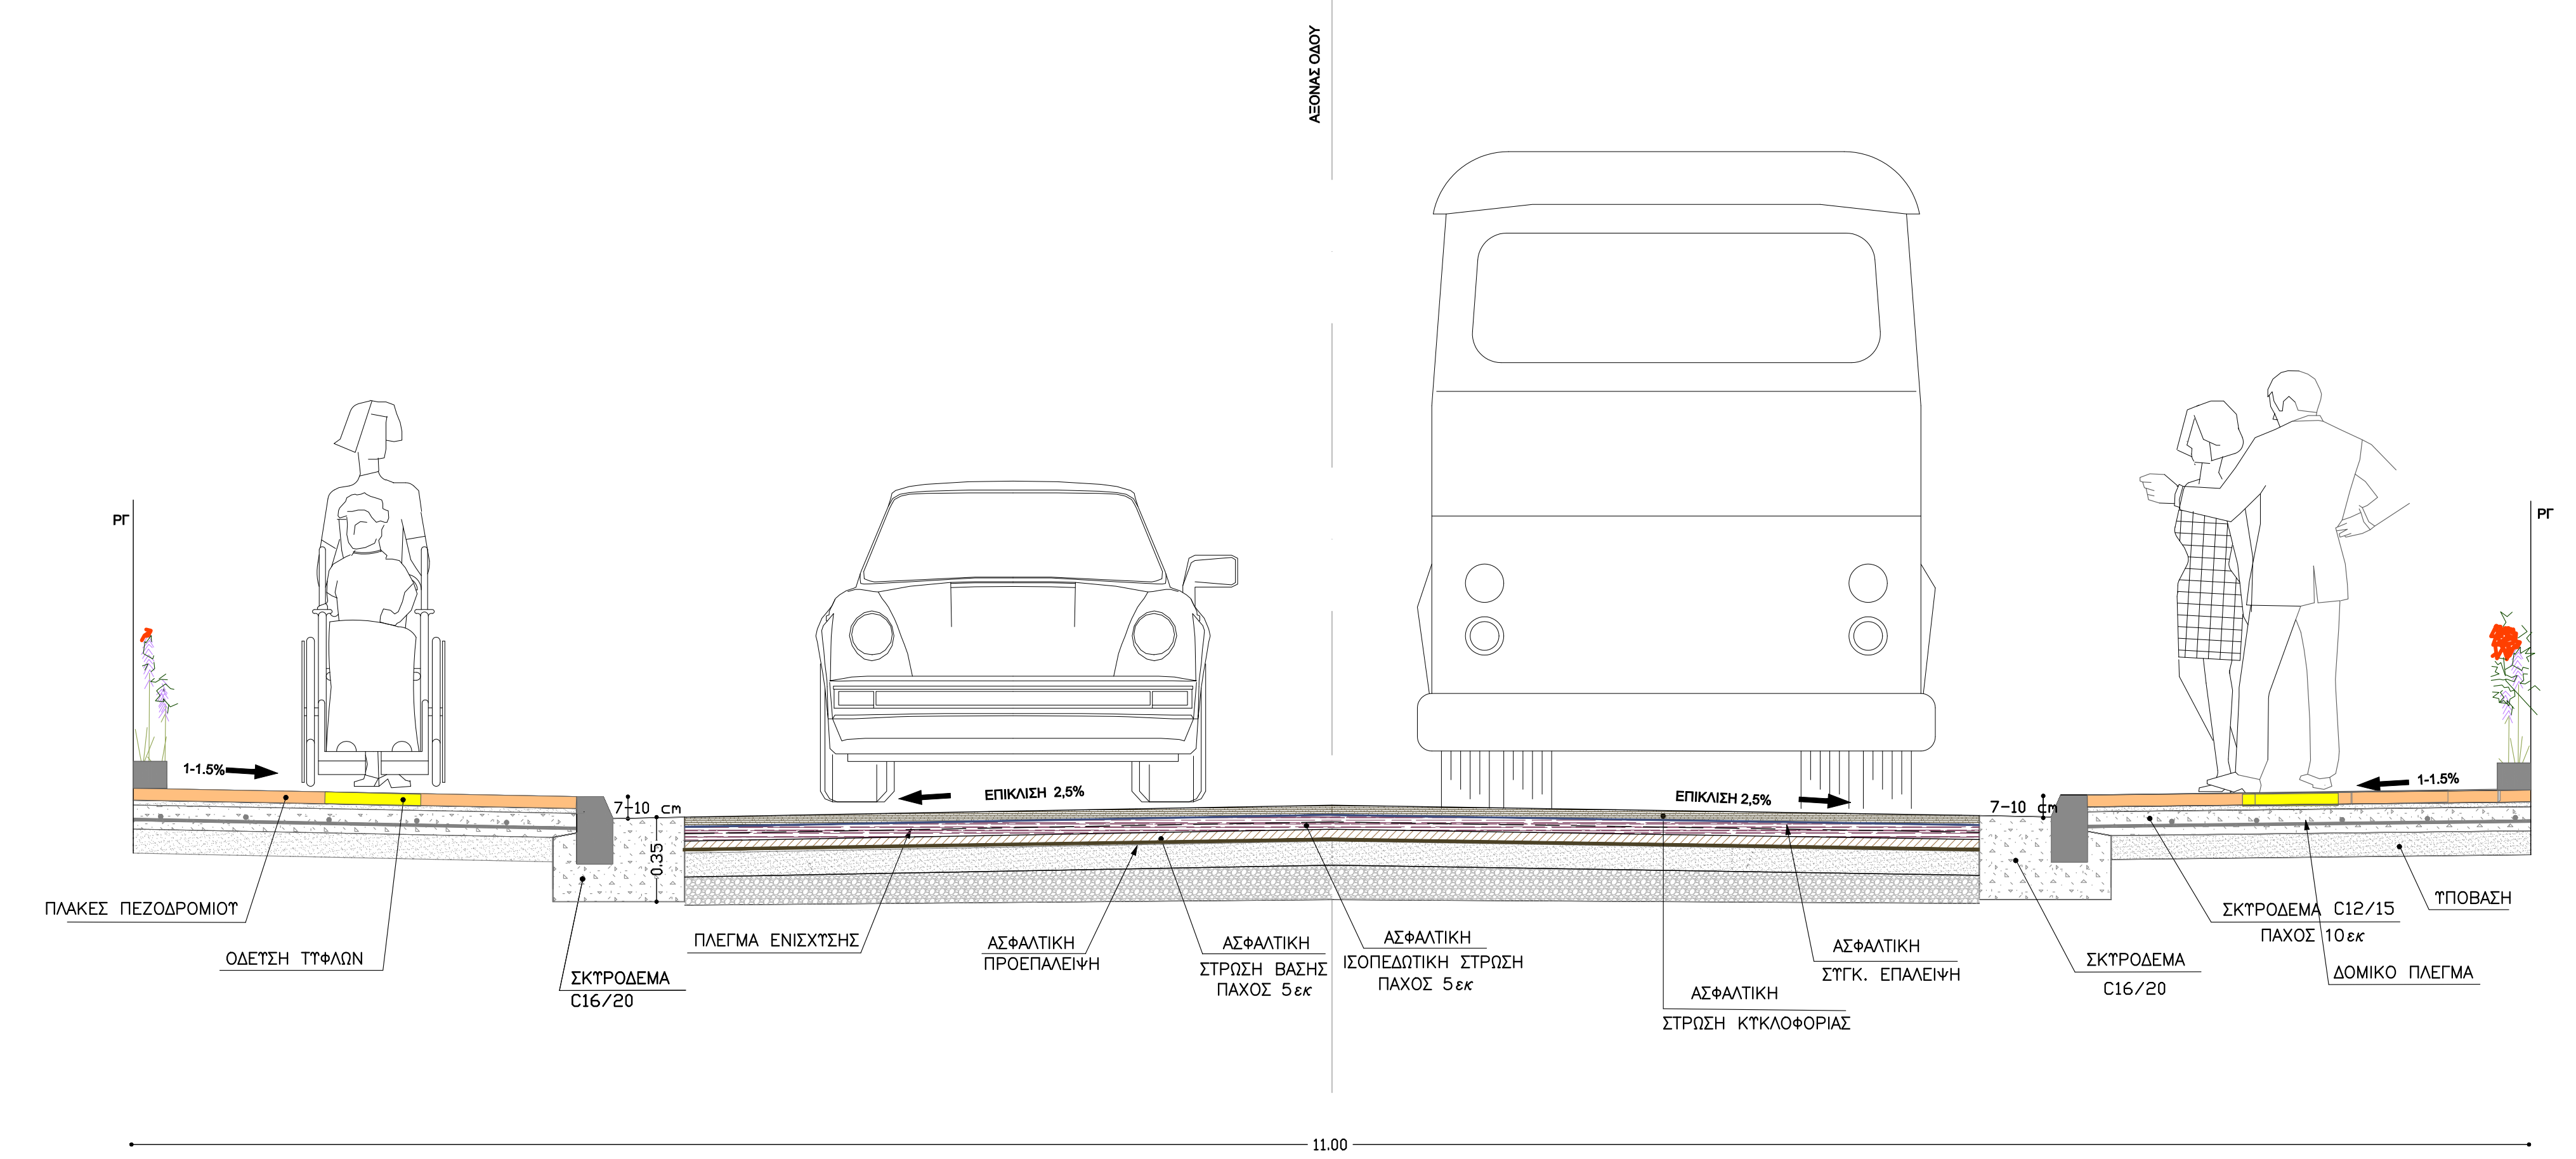 ΑΞΟΝΑΣ ΟΔΟΥ
ΡΓ
ΡΓ
1-1.5%
1-1.5%
ΕΠΙΚΛΙΣΗ 2,5%
ΕΠΙΚΛΙΣΗ 2,5%
7-10 cm
7-10 cm
0.35
ΠΛΑΚΕΣ ΠΕΖΟΔΡΟΜΙΟΥ
ΟΔΕΥΣΗ ΤΥΦΛΩΝ
ΣΚΥΡΟΔΕΜΑ
C16/20
ΠΛΕΓΜΑ ΕΝΙΣΧΥΣΗΣ
ΑΣΦΑΛΤΙΚΗ
ΠΡΟΕΠΑΛΕΙΨΗ
ΑΣΦΑΛΤΙΚΗ
ΣΤΡΩΣΗ ΒΑΣΗΣ
ΠΑΧΟΣ 5εκ
ΑΣΦΑΛΤΙΚΗ
ΙΣΟΠΕΔΩΤΙΚΗ ΣΤΡΩΣΗ
ΠΑΧΟΣ 5εκ
ΑΣΦΑΛΤΙΚΗ
ΣΤΡΩΣΗ ΚΥΚΛΟΦΟΡΙΑΣ
ΑΣΦΑΛΤΙΚΗ
ΣΥΓΚ. ΕΠΑΛΕΙΨΗ
ΣΚΥΡΟΔΕΜΑ
C16/20
ΣΚΥΡΟΔΕΜΑ C12/15
ΠΑΧΟΣ 10εκ
ΔΟΜΙΚΟ ΠΛΕΓΜΑ
ΥΠΟΒΑΣΗ
11.00